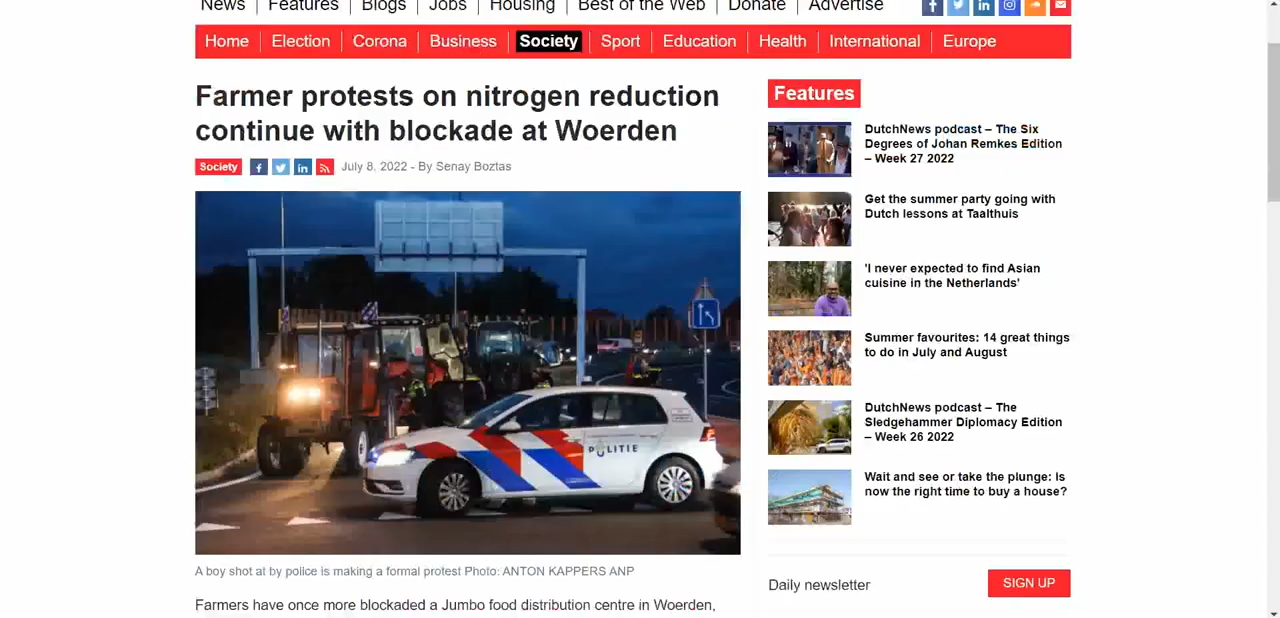 News Features Blogs Jobs Housing Best of the Web Donate Advertise
Home Election Corona Business Society Sport Education Health International Europe
Farmer protests on nitrogen reduction
continue with blockade at Woerden
Society July 8, 2022 - By Senay Boztas
POLITIE
A boy shot at by police is making a formal protest Photo: ANTON KAPPERS ANP
Farmers have once more blockaded a Jumbo food distribution centre in Woerden,
Features
DutchNews podcast – The Six
Degrees of Johan Remkes Edition
– Week 27 2022
Get the summer party going with
Dutch lessons at Taalthuis
'I never expected to find Asian
cuisine in the Netherlands'
Summer favourites: 14 great things
to do in July and August
DutchNews podcast – The
Sledgehammer Diplomacy Edition
– Week 26 2022
Wait and see or take the plunge: Is
now the right time to buy a house?
Daily newsletter
SIGN UP